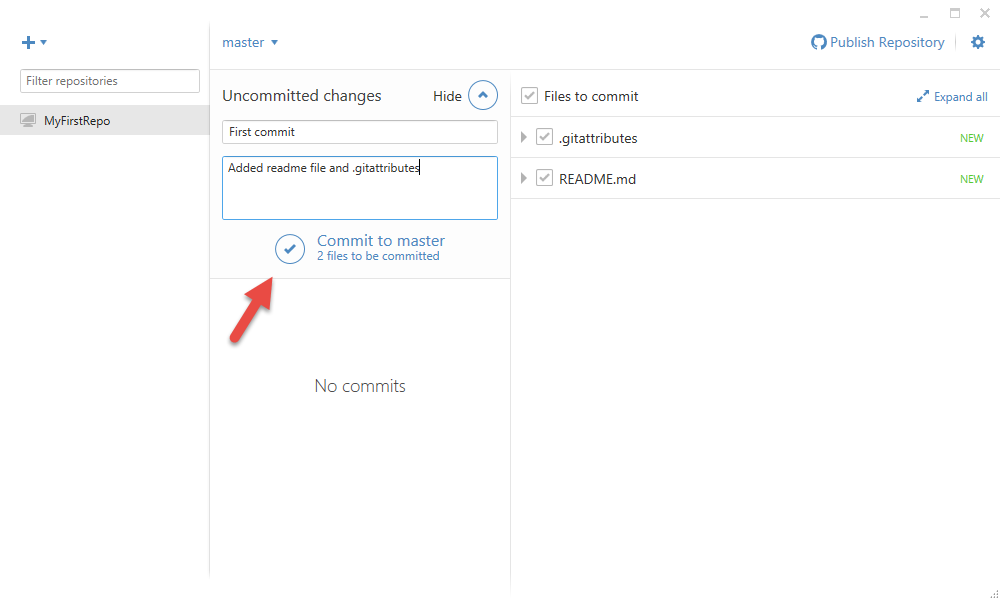 master
Publish Repository
Filter repositories
MyFirstRepo
Uncommitted changes
Hide
First commit
Added readme file and .gitattributes
Commit to master
2 files to be committed
No commits
Files to commit
Expand all
.gitattributes
NEW
README.md
NEW